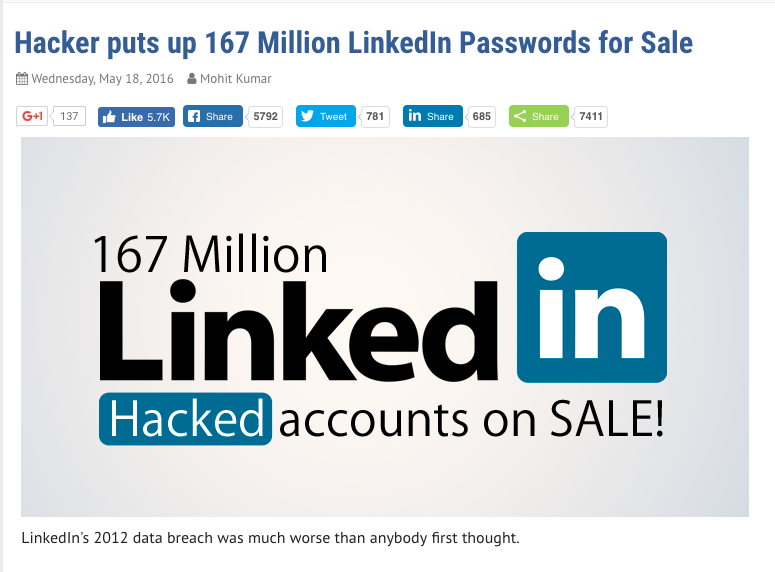 Hacker puts up 167 Million LinkedIn Passwords for Sale
Wednesday, May 18, 2016 Mohit Kumar
G+1 137 Like 5.7K Share 5792 Tweet 781 in Share 685 Share 7411
167 Million
Linked in
Hacked accounts on SALE!
LinkedIn's 2012 data breach was much worse than anybody first thought.